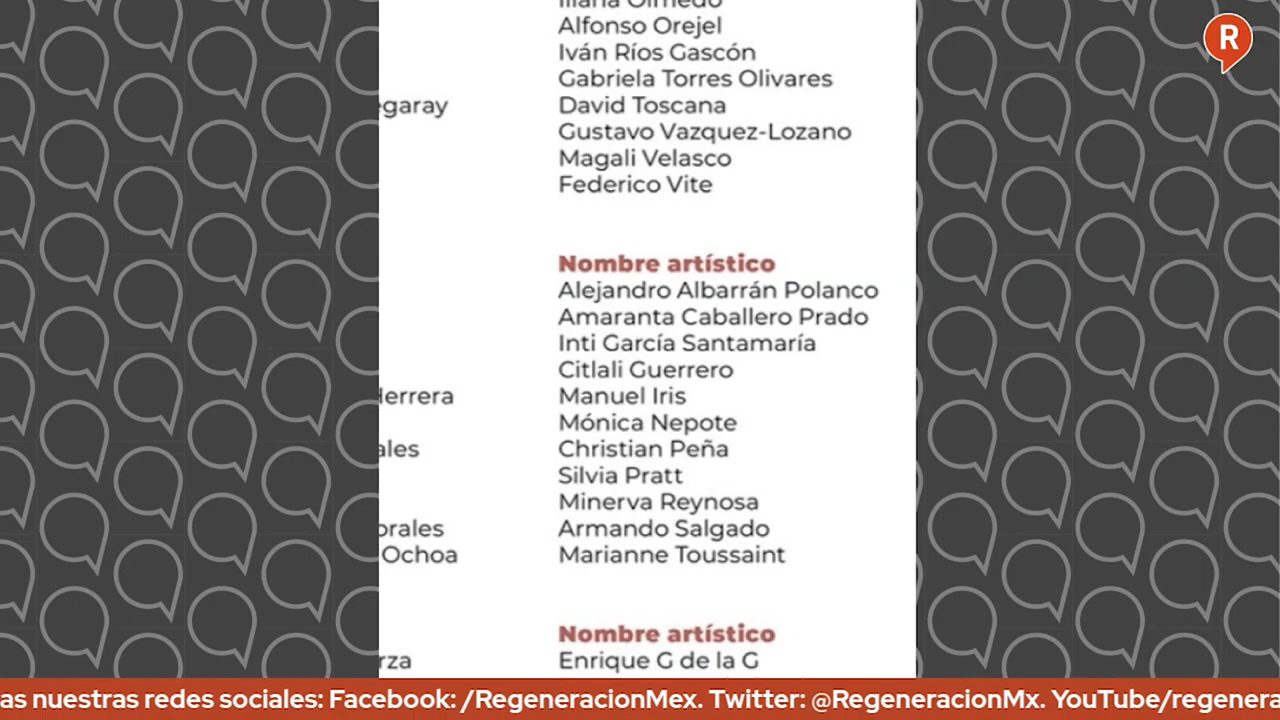 R
Iliana Olmedo
Alfonso Orejel
Iván Ríos Gascón
Gabriela Torres Olivares
egaray David Toscana
Gustavo Vazquez-Lozano
Magali Velasco
Federico Vite
Nombre artístico
Alejandro Albarrán Polanco
Amaranta Caballero Prado
Inti García Santamaría
Citlali Guerrero
Herrera Manuel Iris
Mónica Nepote
ales Christian Peña
Silvia Pratt
Minerva Reynosa
orales Armando Salgado
Ochoa Marianne Toussaint
Nombre artístico
rza Enrique G de la G
as nuestras redes sociales: Facebook: /RegeneracionMex. Twitter: @RegeneracionMx. YouTube/regenera